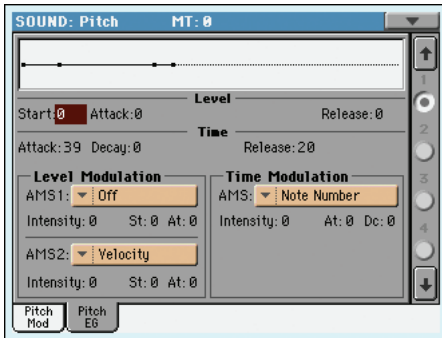 SOUND: Pitch MT: 0
Level
Start:0 Attack:0 Release:0
Time
Attack:39 Decay:0 Release:20
Level Modulation Time Modulation
AMS1: Off AMS: Note Number
Intensity:0 St:0 At:0 Intensity:0 At:0 Dc:0
AMS2: Velocity
Intensity:0 St:0 At:0
Pitch Mod Pitch EG
1
2
3
4